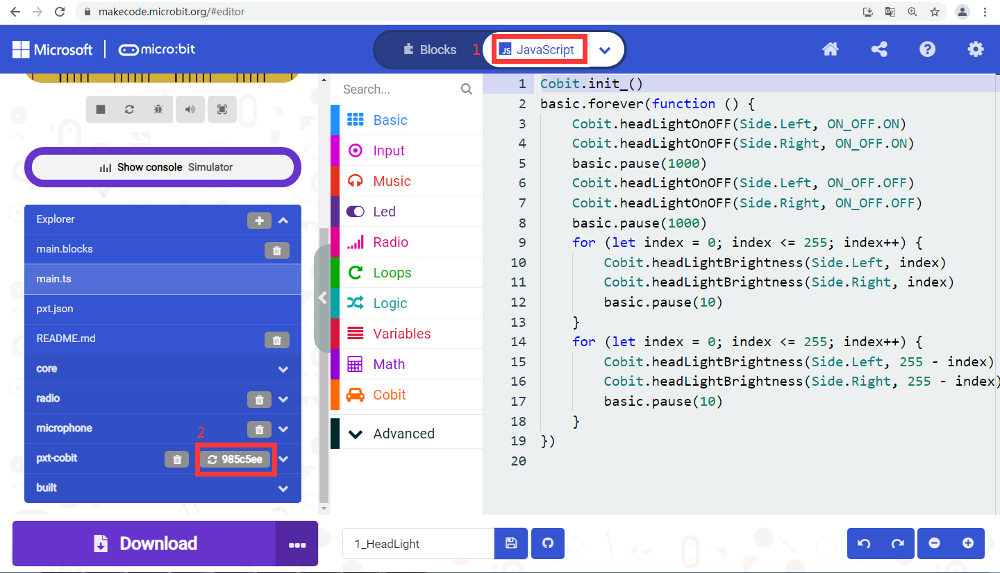 makecode.microbit.org/#editor
Microsoft
micro:bit
Blocks
1
JS JavaScript
Show console Simulator
Explorer
main.blocks
main.ts
pxt.json
README.md
core
radio
microphone
2
pxt-cobit
985c5ee
built
Download
Search...
Basic
Input
Music
Led
Radio
Loops
Logic
Variables
Math
Cobit
Advanced
1 Cobit.init_()
2 basic.forever(function () {
3 Cobit.headLightOnOFF(Side.Left, ON_OFF.ON)
4 Cobit.headLightOnOFF(Side.Right, ON_OFF.ON)
5 basic.pause(1000)
6 Cobit.headLightOnOFF(Side.Left, ON_OFF.OFF)
7 Cobit.headLightOnOFF(Side.Right, ON_OFF.OFF)
8 basic.pause(1000)
9 for (let index = 0; index <= 255; index++) {
10 Cobit.headLightBrightness(Side.Left, index)
11 Cobit.headLightBrightness(Side.Right, index)
12 basic.pause(10)
13 }
14 for (let index = 0; index <= 255; index++) {
15 Cobit.headLightBrightness(Side.Left, 255 - index)
16 Cobit.headLightBrightness(Side.Right, 255 - index)
17 basic.pause(10)
18 }
19 })
20
1_HeadLight